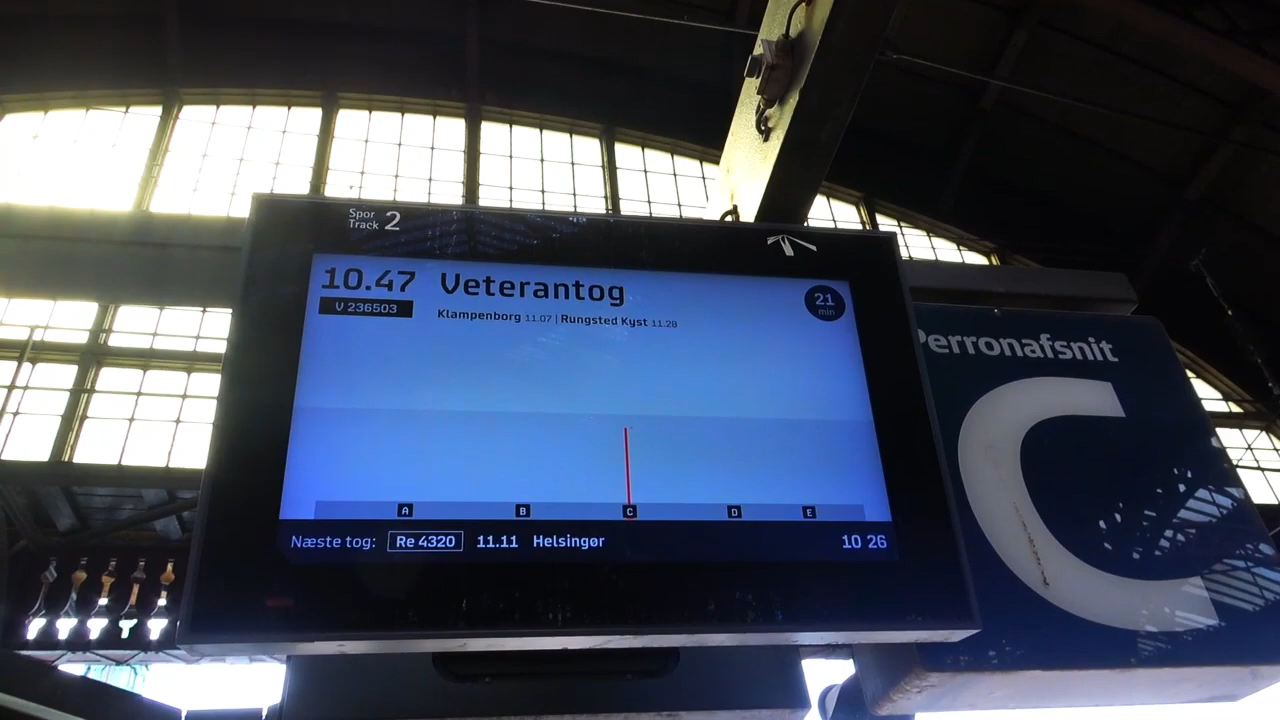 Spor
Track 2
10.47 Veterantog
21
min
V 236503
Klampenborg 11.07 | Rungsted Kyst 11.28
A B C D E
Næste tog: Re 4320 11.11 Helsingør 10 26
Perronafsnit
C